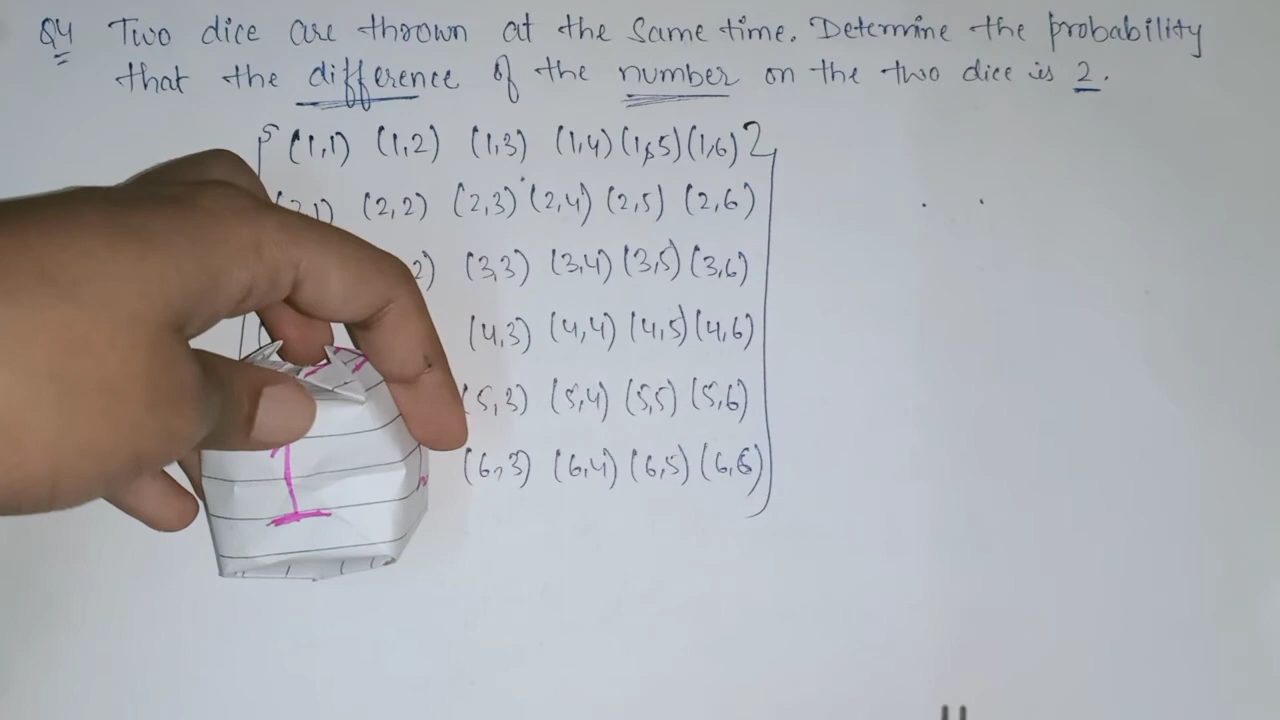 Q4 Two dice are thrown at the same time. Determine the probability
that the difference of the number on the two dice is 2.
(1,1) (1,2) (1,3) (1,4) (1,5) (1,6)
(2,2) (2,3) (2,4) (2,5) (2,6)
2) (3,3) (3,4) (3,5) (3,6)
(4,3) (4,4) (4,5) (4,6)
(5,3) (5,4) (5,5) (5,6)
(6,3) (6,4) (6,5) (6,6)